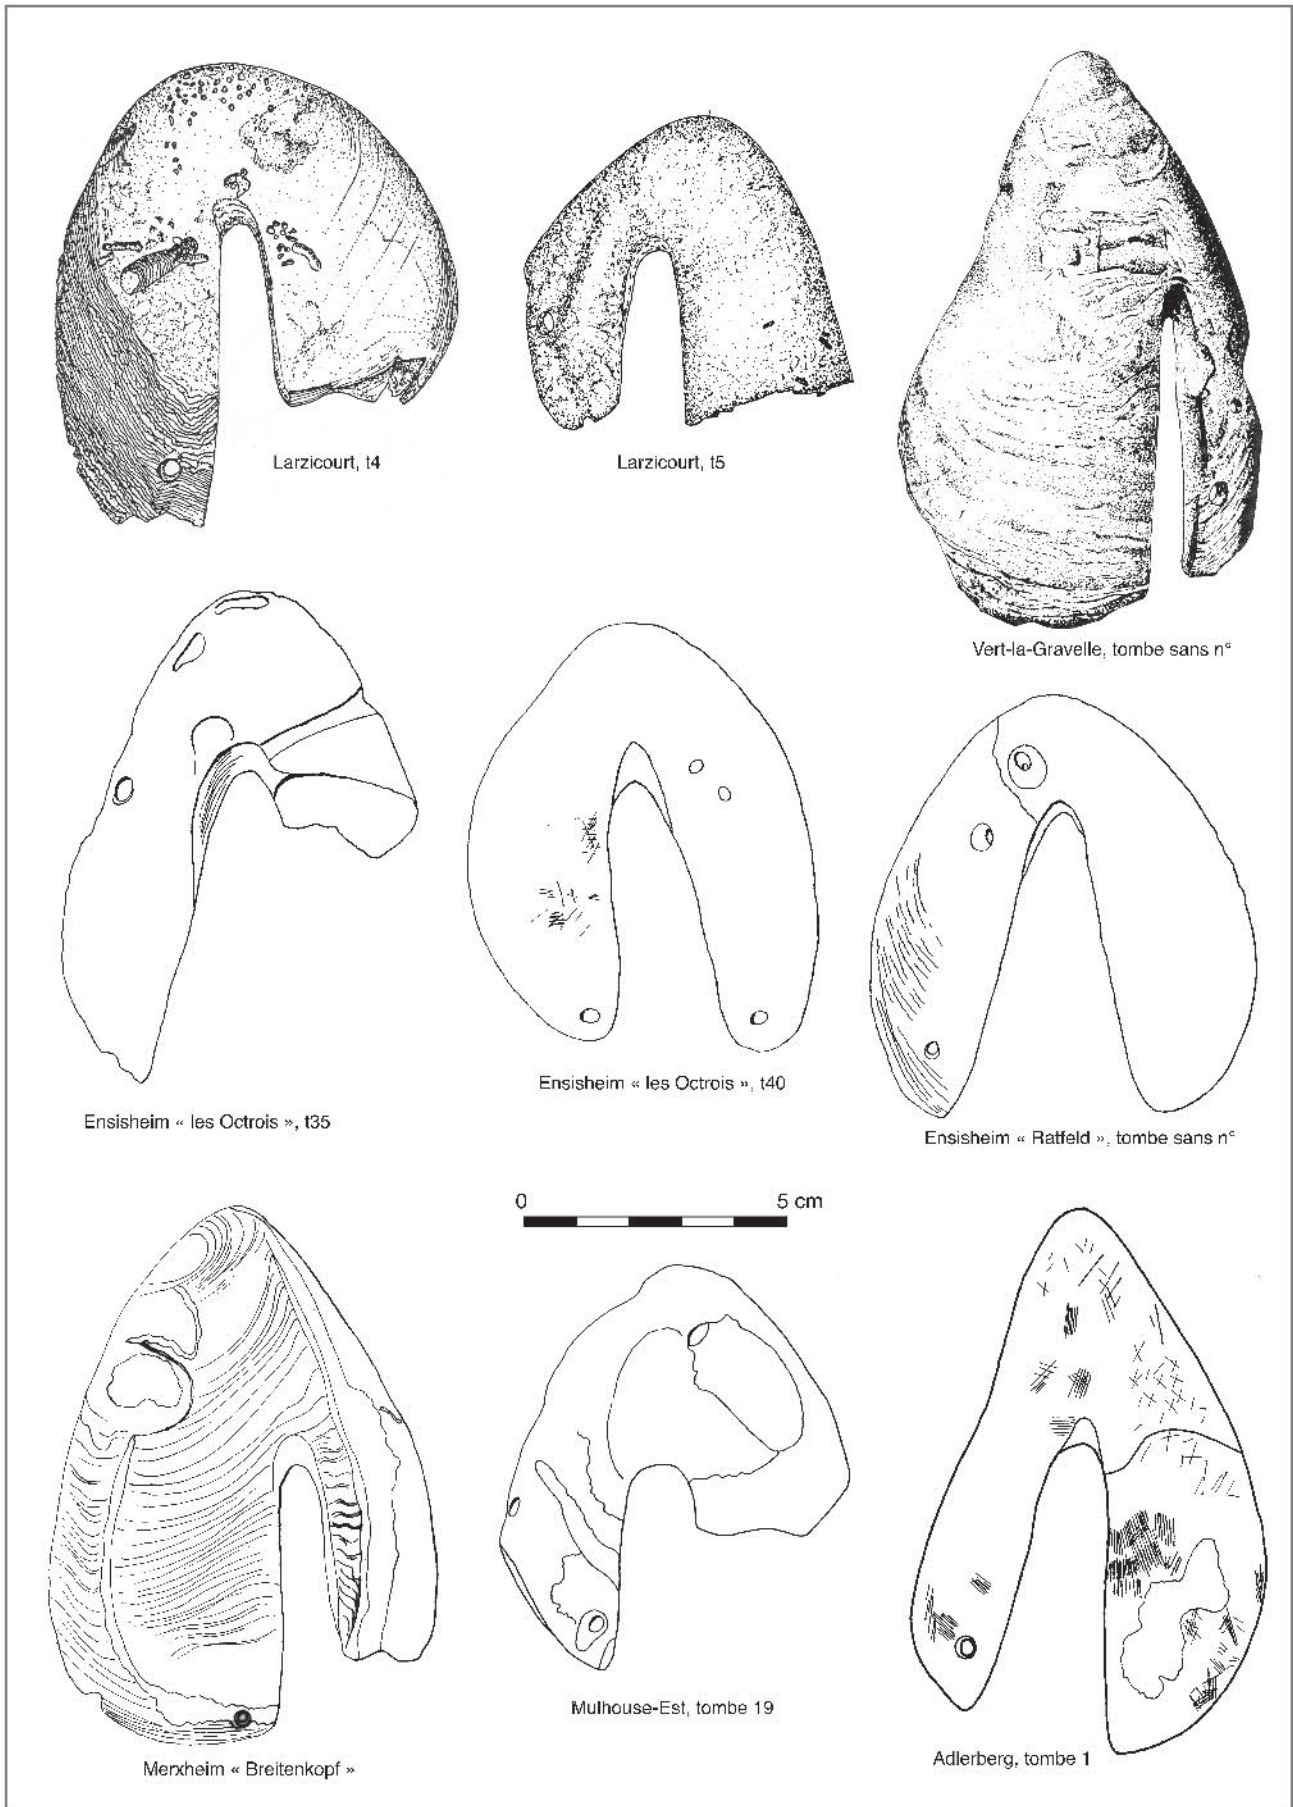 Larzicourt, t4
Larzicourt, t5
Vert-la-Gravelle, tombe sans n°
Ensisheim « les Octrois », t35
Ensisheim « les Octrois », t40
Ensisheim « Ratfeld », tombe sans n°
0 5 cm
Merxheim « Breitenkopf »
Mulhouse-Est, tombe 19
Adlerberg, tombe 1